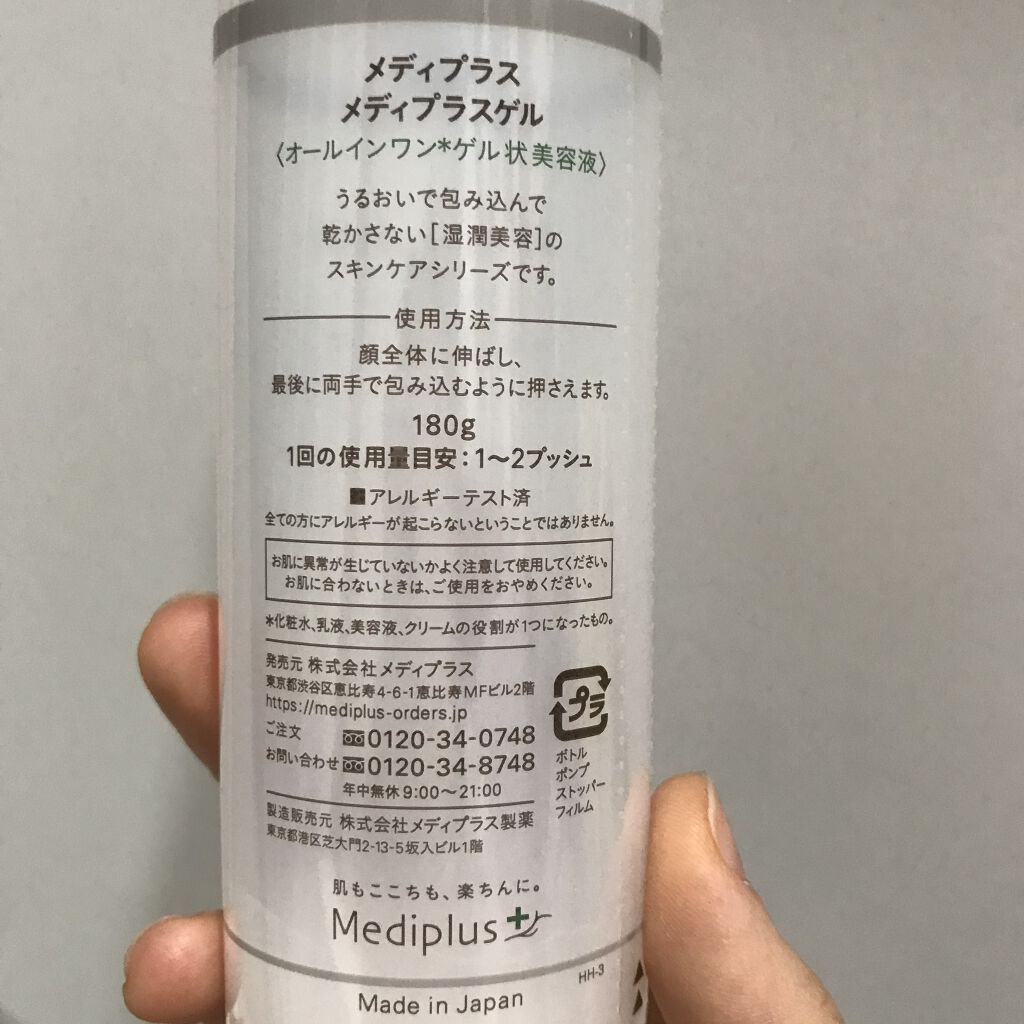 メディプラス
メディプラスゲル
〈オールインワン*ゲル状美容液〉
うるおいで包み込んで
乾かさない[湿潤美容]の
スキンケアシリーズです。
使用方法
顔全体に伸ばし、
最後に両手で包み込むように押さえます。
180g
1回の使用量目安:1〜2プッシュ
■アレルギーテスト済
全ての方にアレルギーが起こらないということではありません。
お肌に異常が生じていないかよく注意して使用してください。
お肌に合わないときは、ご使用をおやめください。
*化粧水、乳液、美容液、クリームの役割が1つになったもの。
発売元 株式会社メディプラス
東京都渋谷区恵比寿4-6-1恵比寿MFビル2階
https://mediplus-orders.jp
ご注文 0120-34-0748
お問い合わせ 0120-34-8748
年中無休9:00〜21:00
プラ
ボトル
ポンプ
ストッパー
フィルム
製造販売元 株式会社メディプラス製薬
東京都港区芝大門2-13-5坂入ビル1階
肌もここちも、楽ちんに。
Mediplus+
HH-3
Made in Japan